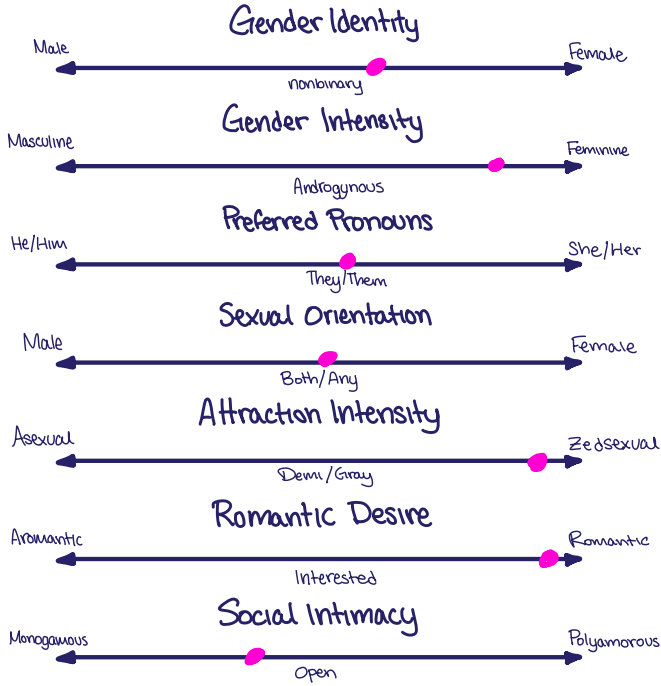 Gender Identity
Male
Female
nonbinary
Gender Intensity
Masculine
Feminine
Androgynous
Preferred Pronouns
He/Him
She/Her
They/Them
Sexual Orientation
Male
Female
Both/Any
Attraction Intensity
Asexual
Zedsexual
Demi/Gray
Romantic Desire
Aromantic
Romantic
Interested
Social Intimacy
Monogamous
Polyamorous
Open